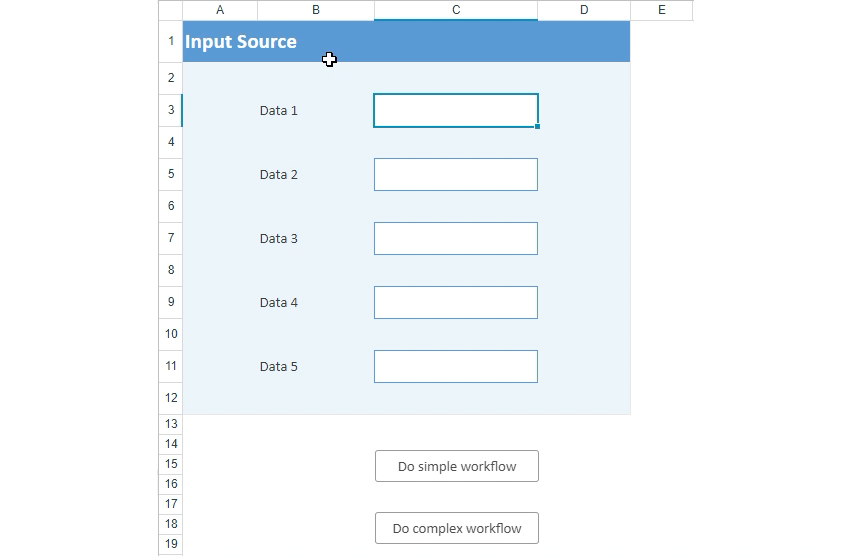 A B C D E
1 Input Source
2
3 Data 1
4
5 Data 2
6
7 Data 3
8
9 Data 4
10
11 Data 5
12
13
14
15 Do simple workflow
16
17
18 Do complex workflow
19